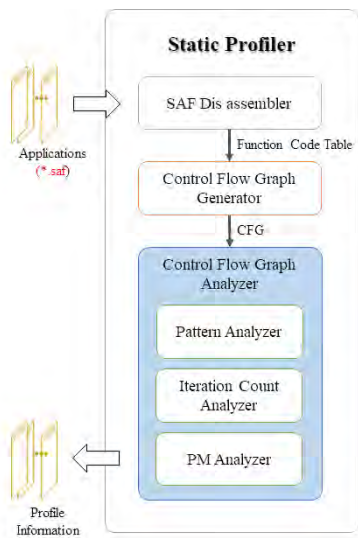 Static Profiler
SAF Dis assembler
Applications
(*.saf)
Function Code Table
Control Flow Graph
Generator
CFG
Control Flow Graph
Analyzer
Pattern Analyzer
Iteration Count
Analyzer
PM Analyzer
Profile
Information